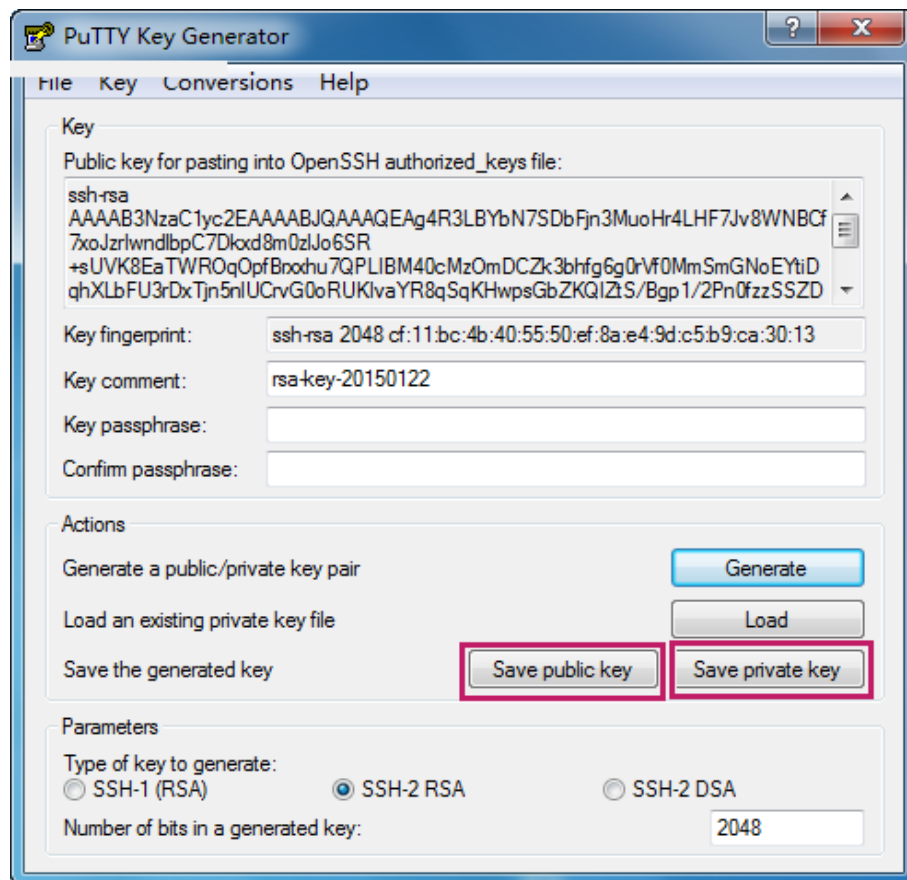 PuTTY Key Generator
File Key Conversions Help
Key
Public key for pasting into OpenSSH authorized_keys file:
ssh-rsa
AAAAB3NzaC1yc2EAAAABJQAAAQEAg4R3LBYbN7SDbFjn3MuoHr4LHF7Jv8WNBCf
7xoJzrlwndlbpC7Dkxxd8m0zlJo6SR
+sUVK8EaTWROqOpfBrxxhu7QPLIBM40cMzOmDCZk3bhfg6g0rVf0MmSmGNoEYtiD
qhXLbFU3rDxTjn5nlUCrvG0oRUKlvaYR8qSqKHwpsGbZKQIZtS/Bgp1/2Pn0fzzSSZD
Key fingerprint: ssh-rsa 2048 cf:11:bc:4b:40:55:50:ef:8a:e4:9d:c5:b9:ca:30:13
Key comment: rsa-key-20150122
Key passphrase:
Confirm passphrase:
Actions
Generate a public/private key pair Generate
Load an existing private key file Load
Save the generated key Save public key Save private key
Parameters
Type of key to generate:
SSH-1 (RSA) SSH-2 RSA SSH-2 DSA
Number of bits in a generated key: 2048